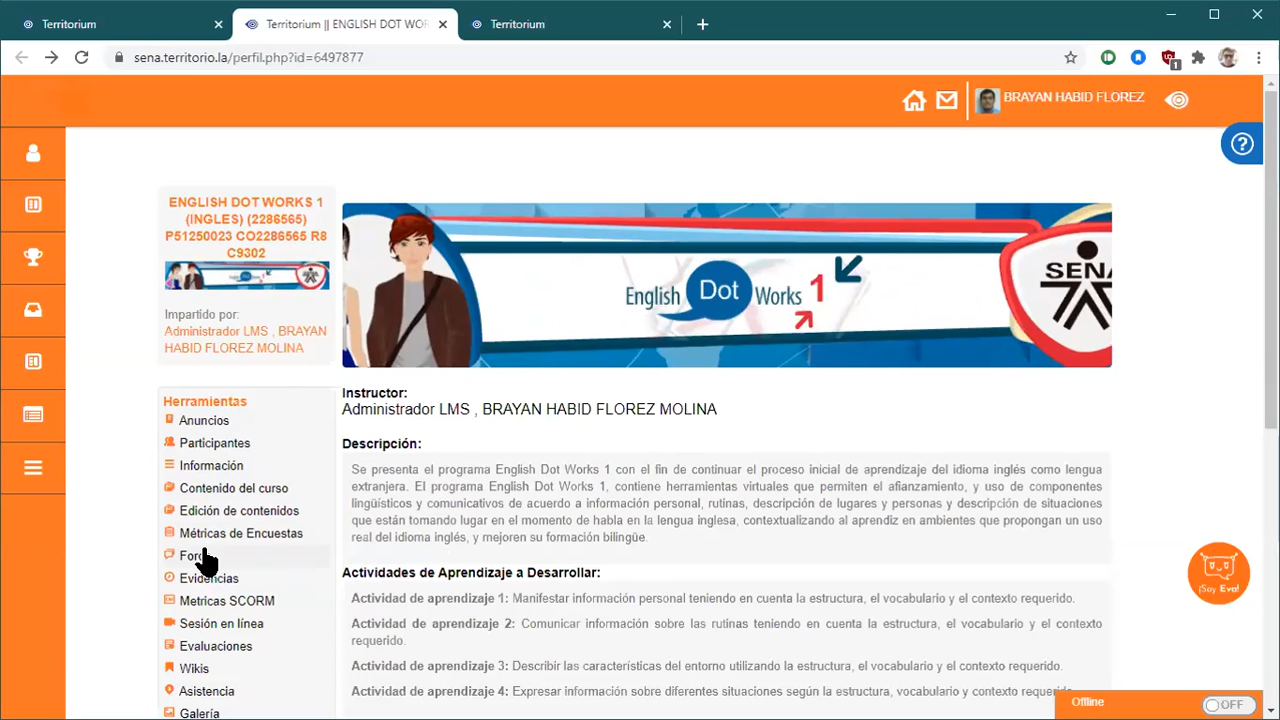 Territorium
Territorium || ENGLISH DOT WOR
Territorium
sena.territorio.la/perfil.php?id=6497877
1
BRAYAN HABID FLOREZ
ENGLISH DOT WORKS 1
(INGLES) (2286565)
P51250023 CO2286565 R8
C9302
Impartido por:
Administrador LMS , BRAYAN
HABID FLOREZ MOLINA
Herramientas
Anuncios
Participantes
Información
Contenido del curso
Edición de contenidos
Métricas de Encuestas
Evidencias
Metricas SCORM
Sesión en línea
Evaluaciones
Wikis
Asistencia
Galería
English Dot Works 1
SENA
Instructor:
Administrador LMS , BRAYAN HABID FLOREZ MOLINA
Descripción:
Se presenta el programa English Dot Works 1 con el fin de continuar el proceso inicial de aprendizaje del idioma inglés como lengua
extranjera. El programa English Dot Works 1, contiene herramientas virtuales que permiten el afianzamiento, y uso de componentes
lingüísticos y comunicativos de acuerdo a información personal, rutinas, descripción de lugares y personas y descripción de situaciones
que están tomando lugar en el momento de habla en la lengua inglesa, contextualizando al aprendiz en ambientes que propongan un uso
real del idioma inglés, y mejoren su formación bilingüe.
Actividades de Aprendizaje a Desarrollar:
Actividad de aprendizaje 1: Manifestar información personal teniendo en cuenta la estructura, el vocabulario y el contexto requerido.
Actividad de aprendizaje 2: Comunicar información sobre las rutinas teniendo en cuenta la estructura, el vocabulario y el contexto
requerido.
Actividad de aprendizaje 3: Describir las características del entorno utilizando la estructura, el vocabulario y el contexto requerido.
Actividad de aprendizaje 4: Expresar información sobre diferentes situaciones según la estructura, vocabulario y contexto requerido.
¡Soy Eva!
Offline
OFF